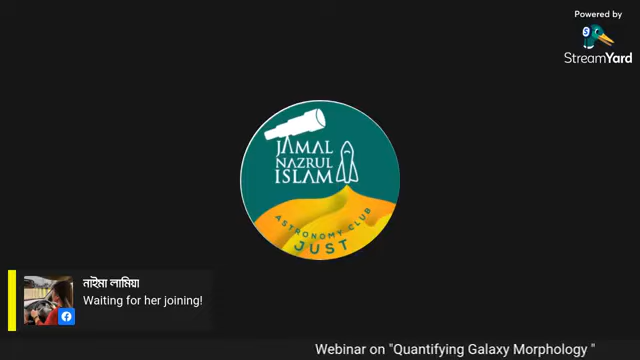 Powered by
StreamYard
JAMAL
NAZRUL
ISLAM
ASTRONOMY CLUB
JUST
নাইমা লামিয়া
Waiting for her joining!
Webinar on "Quantifying Galaxy Morphology "